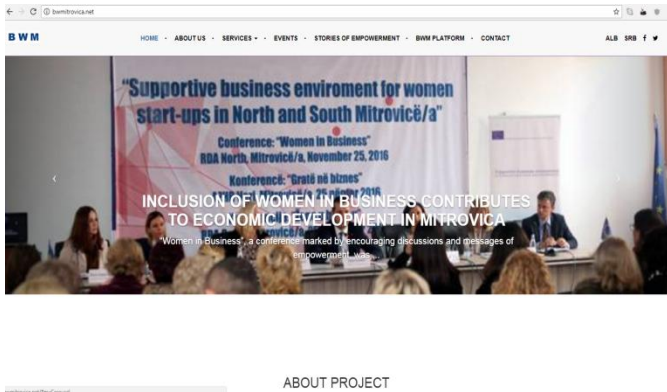 bwmitrovica.net
BWM
HOME - ABOUT US - SERVICES - EVENTS - STORIES OF EMPOWERMENT - BWM PLATFORM - CONTACT
ALB SRB
"Supportive business enviroment for women
start-ups in North and South Mitrovicë/a"
Conference: "Women in Business"
RDA North, Mitrovicë/a, November 25, 2016
Konferencë: "Gratë në biznes"
INCLUSION OF WOMEN IN BUSINESS CONTRIBUTES
TO ECONOMIC DEVELOPMENT IN MITROVICA
"Women in Business", a conference marked by encouraging discussions and messages of
empowerment, was...
ABOUT PROJECT